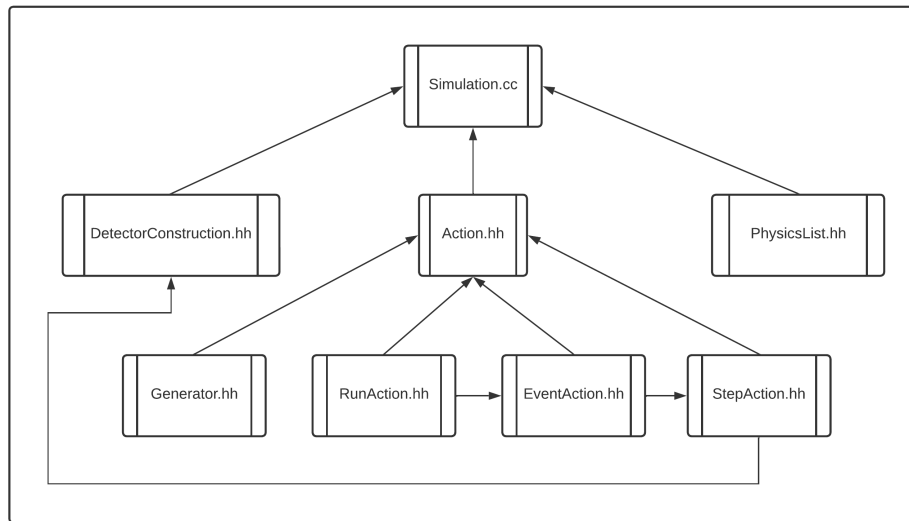 Simulation.cc
DetectorConstruction.hh
Action.hh
PhysicsList.hh
Generator.hh
RunAction.hh
EventAction.hh
StepAction.hh